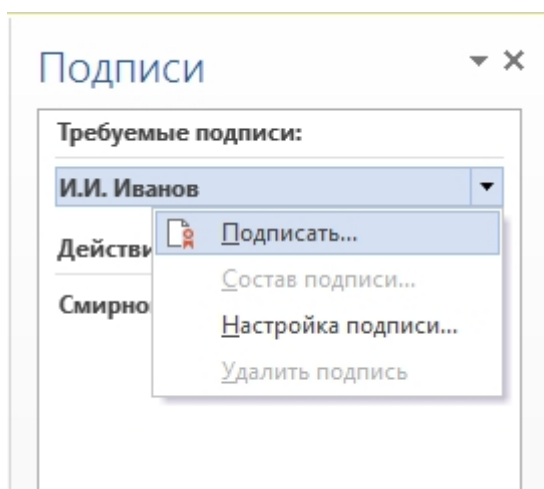 Подписи
Требуемые подписи:
И.И. Иванов
Подписать...
Состав подписи...
Настройка подписи...
Удалить подпись